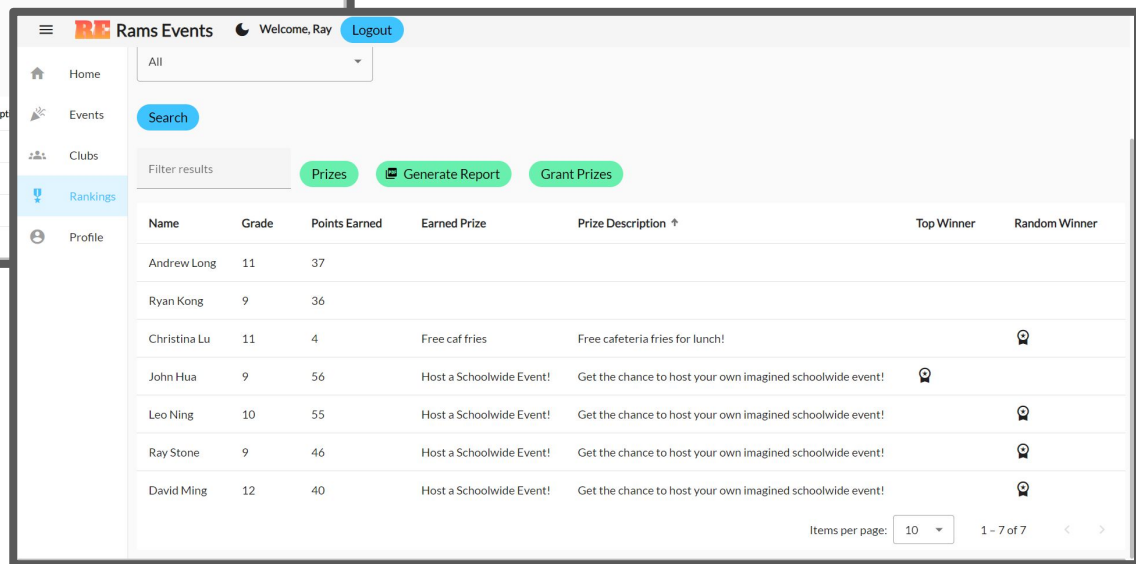 RE Rams Events Welcome, Ray Logout
Home
Events
Clubs
Rankings
Profile
All
Search
Filter results Prizes Generate Report Grant Prizes
Name Grade Points Earned Earned Prize Prize Description ↑ Top Winner Random Winner
Andrew Long 11 37
Ryan Kong 9 36
Christina Lu 11 4 Free caf fries Free cafeteria fries for lunch!
John Hua 9 56 Host a Schoolwide Event! Get the chance to host your own imagined schoolwide event!
Leo Ning 10 55 Host a Schoolwide Event! Get the chance to host your own imagined schoolwide event!
Ray Stone 9 46 Host a Schoolwide Event! Get the chance to host your own imagined schoolwide event!
David Ming 12 40 Host a Schoolwide Event! Get the chance to host your own imagined schoolwide event!
Items per page: 10 1 – 7 of 7